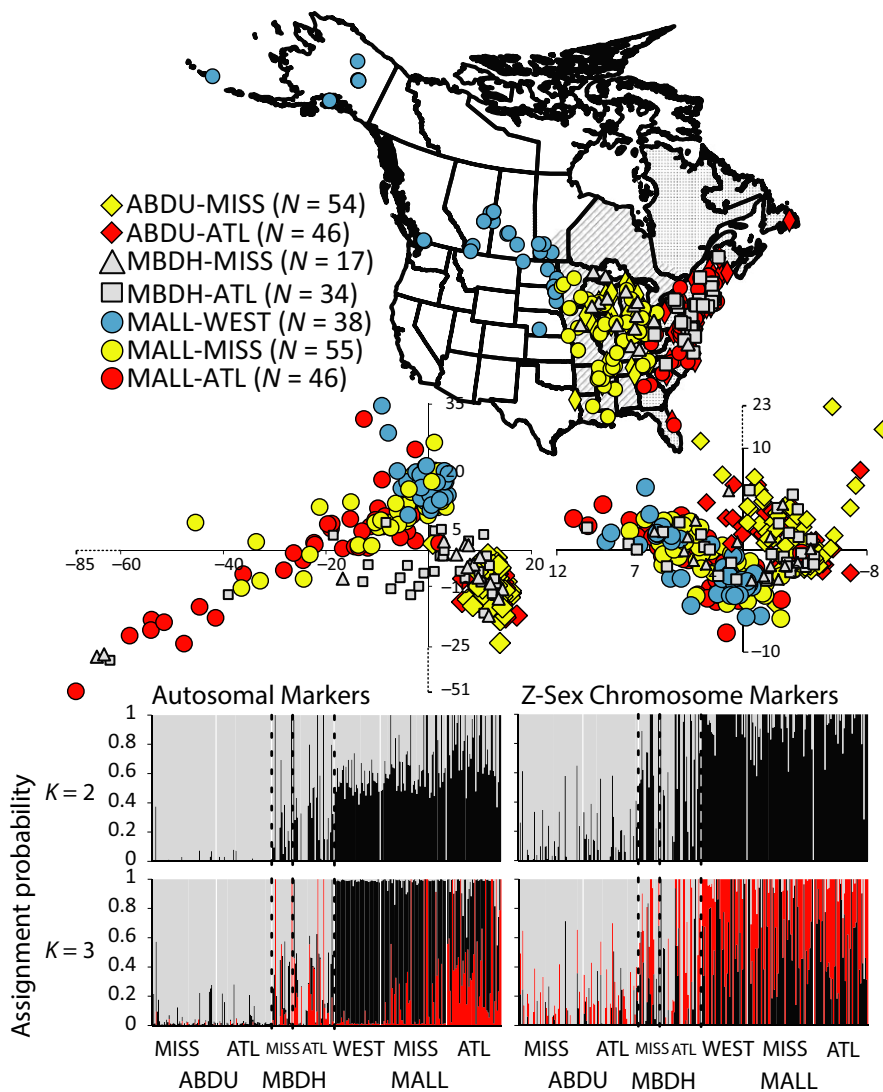 ABDU-MISS (N = 54)
ABDU-ATL (N = 46)
MBDH-MISS (N = 17)
MBDH-ATL (N = 34)
MALL-WEST (N = 38)
MALL-MISS (N = 55)
MALL-ATL (N = 46)
35
20
5
−85
−60
−40
−20
20
−25
−51
23
10
12
7
−8
−10
Autosomal Markers
Z-Sex Chromosome Markers
Assignment probability
K = 2
1
0.8
0.6
0.4
0.2
0
K = 3
1
0.8
0.6
0.4
0.2
0
MISS ATL MISS ATL WEST MISS ATL
ABDU MBDH MALL
MISS ATL MISS ATL WEST MISS ATL
ABDU MBDH MALL